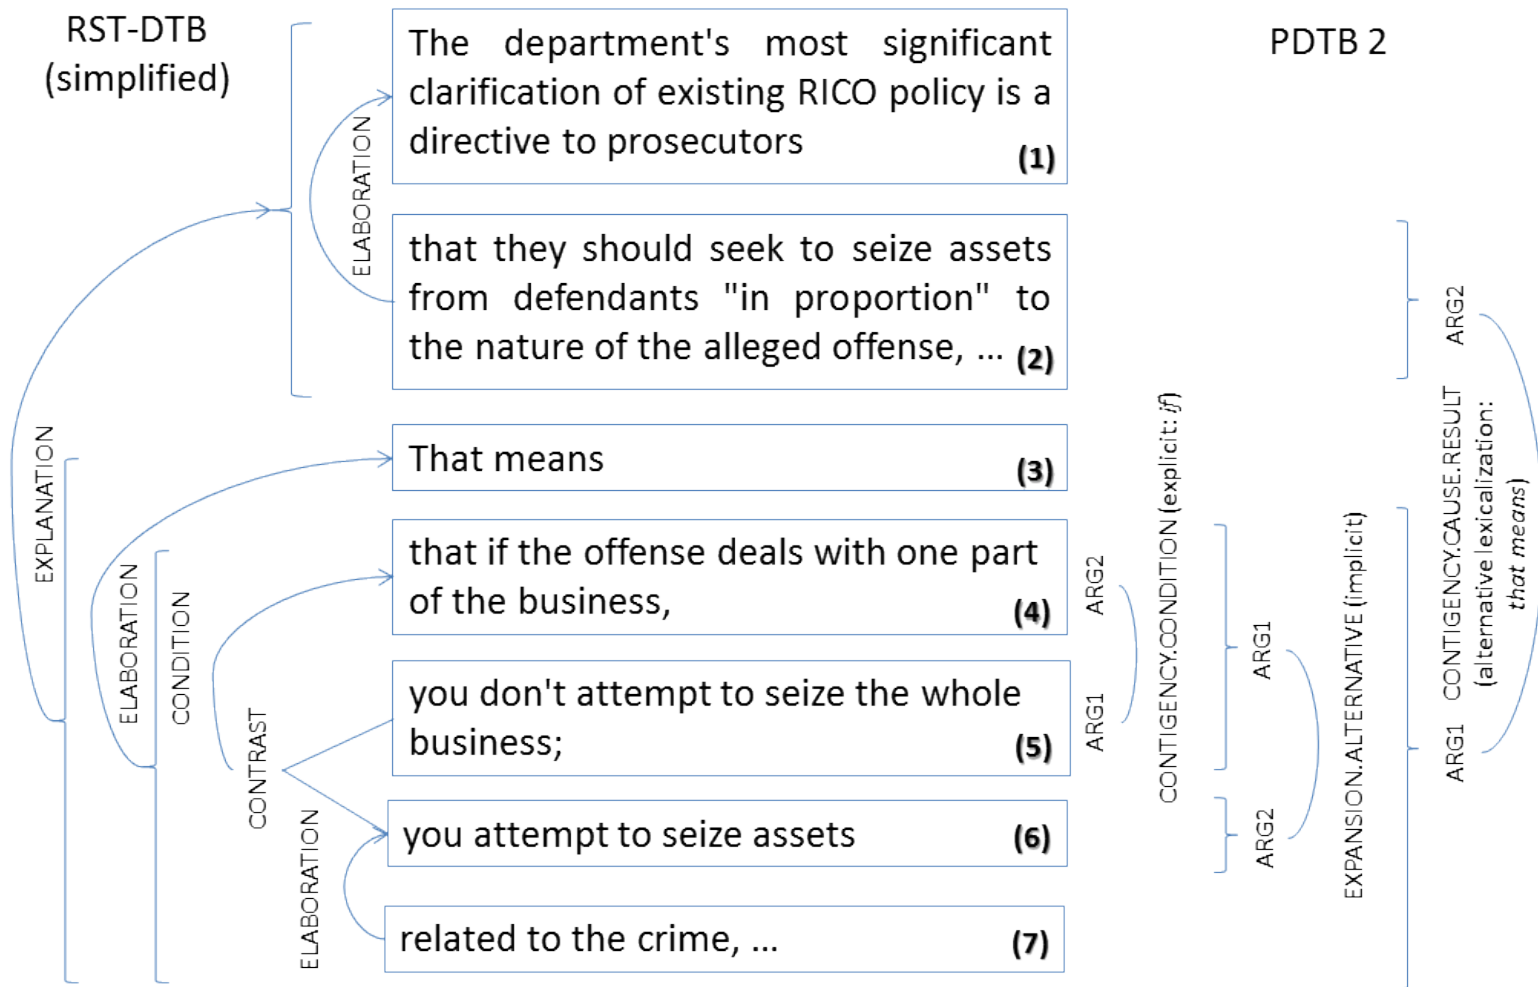 RST-DTB
(simplified)
PDTB 2
The department's most significant
clarification of existing RICO policy is a
directive to prosecutors
(1)
ELABORATION
that they should seek to seize assets
from defendants "in proportion" to
the nature of the alleged offense, ... (2)
ARG2
EXPLANATION
That means
(3)
ELABORATION
CONDITION
that if the offense deals with one part
of the business,
(4)
CONTRAST
you don't attempt to seize the whole
business;
(5)
you attempt to seize assets
(6)
ELABORATION
related to the crime, ...
(7)
ARG2
ARG1
CONTIGENCY.CONDITION (explicit: if)
ARG1
ARG2
EXPANSION.ALTERNATIVE (implicit)
ARG1
CONTIGENCY.CAUSE.RESULT
(alternative lexicalization:
that means)